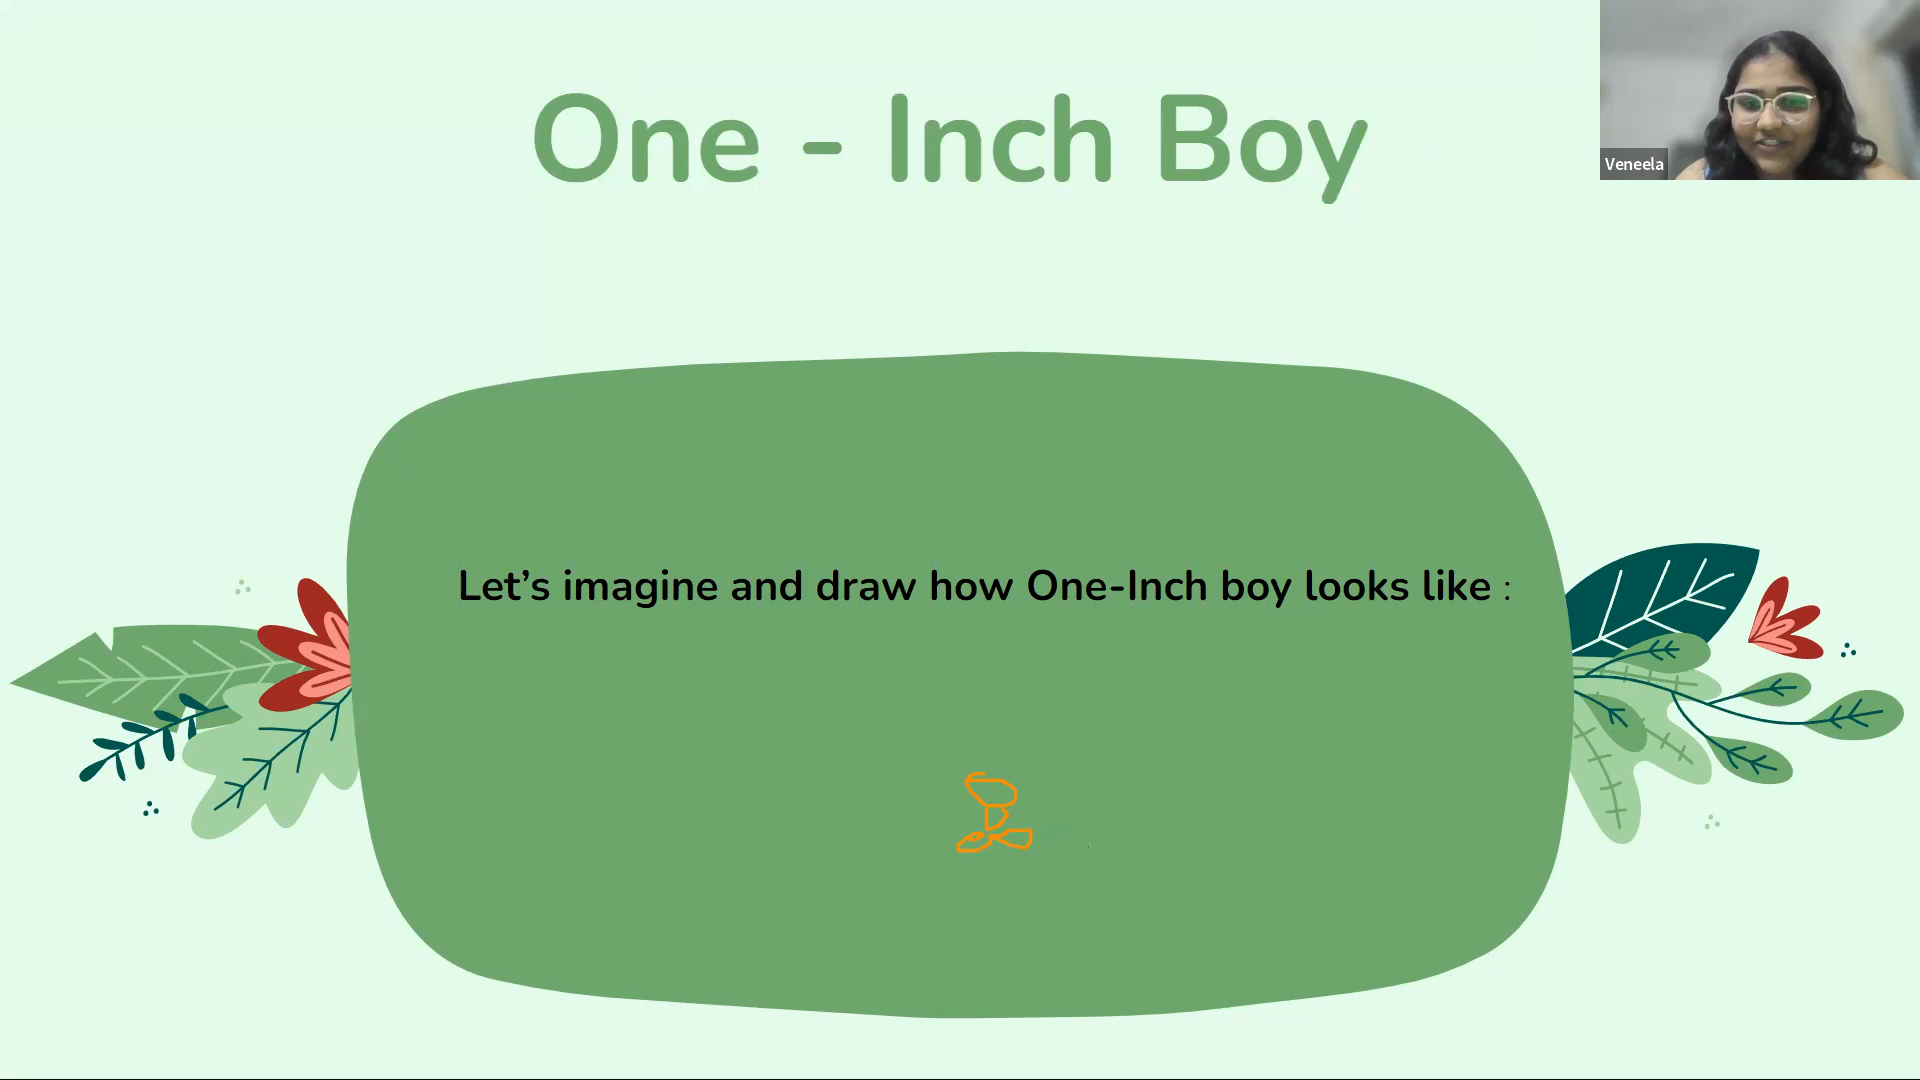 One - Inch Boy
Veneela
Let’s imagine and draw how One-Inch boy looks like :